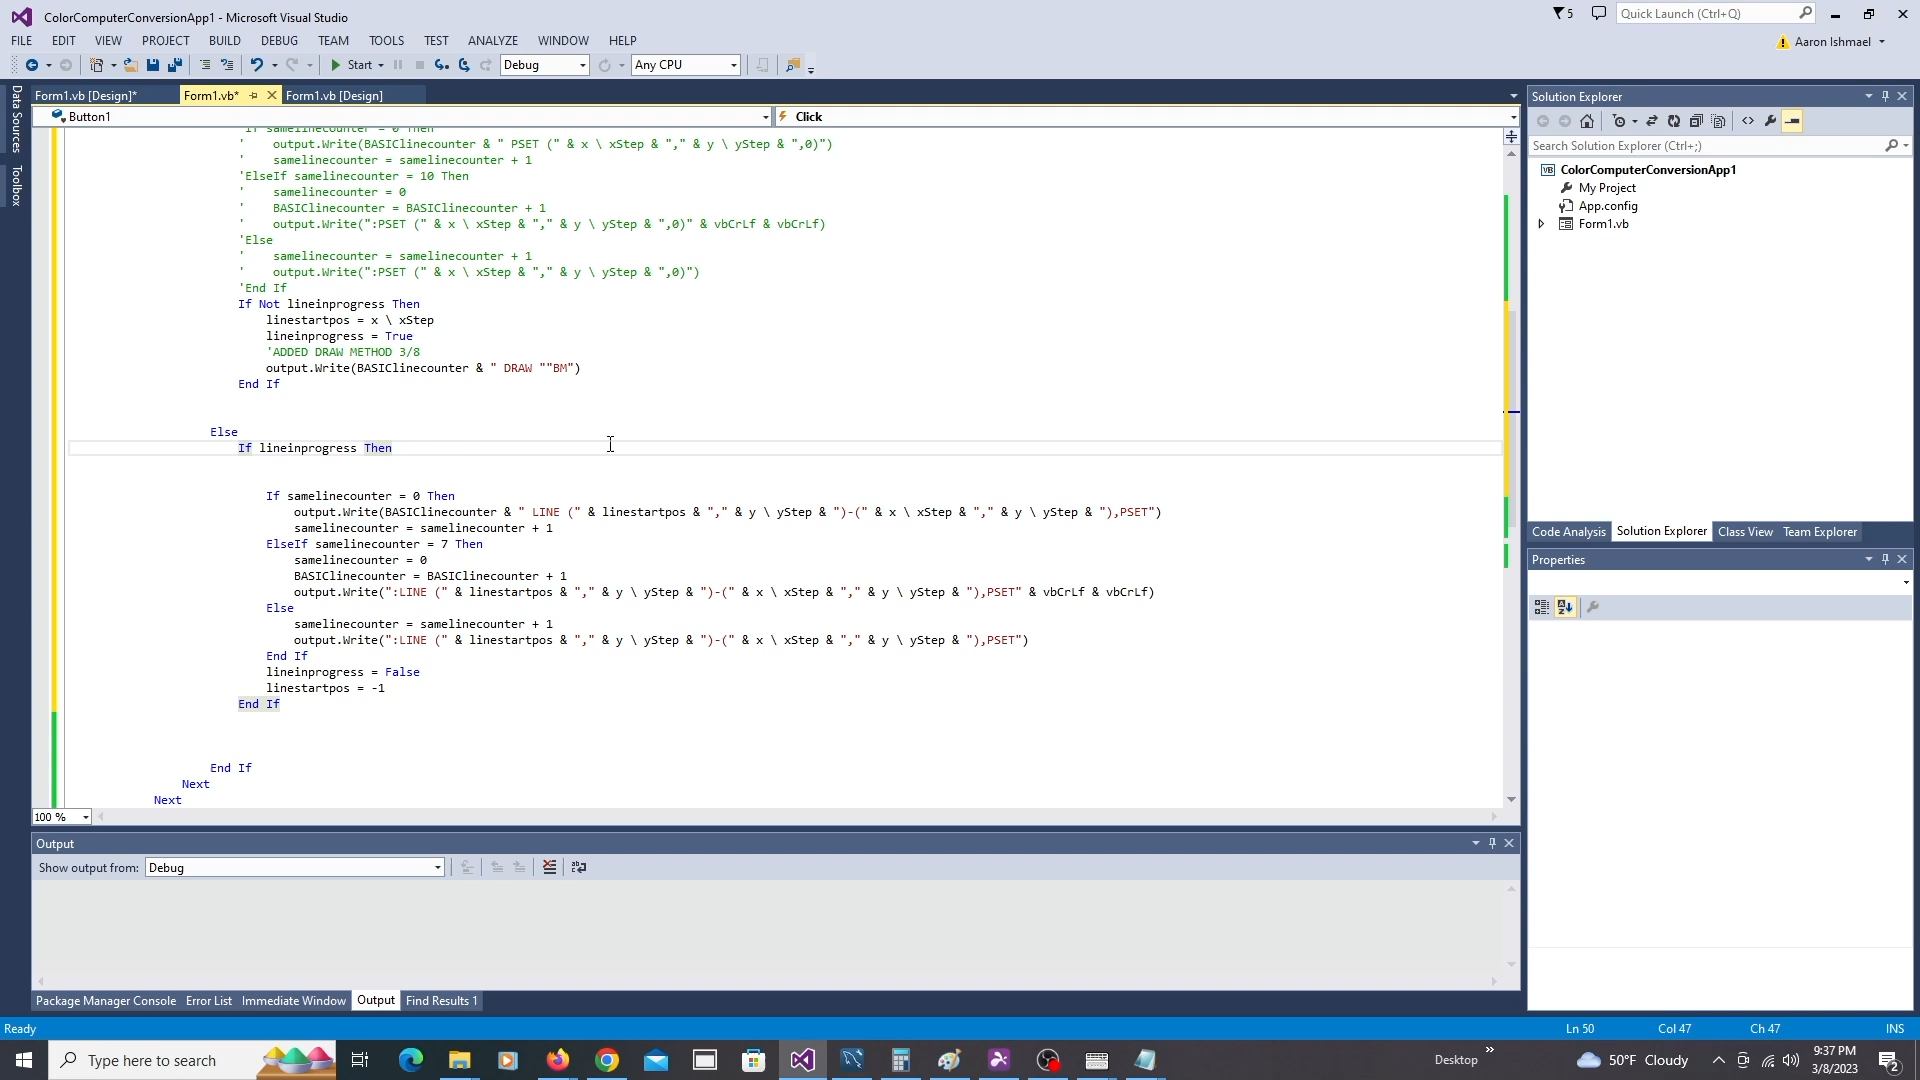 ColorComputerConversionApp1 - Microsoft Visual Studio
5
Quick Launch (Ctrl+Q)
FILE EDIT VIEW PROJECT BUILD DEBUG TEAM TOOLS TEST ANALYZE WINDOW HELP
Aaron Ishmael
Start Debug Any CPU
Data Sources
Toolbox
Form1.vb [Design]* Form1.vb* Form1.vb [Design]
Button1 Click
'If samelinecounter = 0 Then
'    output.Write(BASIClinecounter & " PSET (" & x \ xStep & "," & y \ yStep & ",0)")
'    samelinecounter = samelinecounter + 1
'ElseIf samelinecounter = 10 Then
'    samelinecounter = 0
'    BASIClinecounter = BASIClinecounter + 1
'    output.Write(":PSET (" & x \ xStep & "," & y \ yStep & ",0)" & vbCrLf & vbCrLf)
'Else
'    samelinecounter = samelinecounter + 1
'    output.Write(":PSET (" & x \ xStep & "," & y \ yStep & ",0)")
'End If
If Not lineinprogress Then
linestartpos = x \ xStep
lineinprogress = True
'ADDED DRAW METHOD 3/8
output.Write(BASIClinecounter & " DRAW ""BM")
End If
Else
If lineinprogress Then
If samelinecounter = 0 Then
output.Write(BASIClinecounter & " LINE (" & linestartpos & "," & y \ yStep & ")-(" & x \ xStep & "," & y \ yStep & "),PSET")
samelinecounter = samelinecounter + 1
ElseIf samelinecounter = 7 Then
samelinecounter = 0
BASIClinecounter = BASIClinecounter + 1
output.Write(":LINE (" & linestartpos & "," & y \ yStep & ")-(" & x \ xStep & "," & y \ yStep & "),PSET" & vbCrLf & vbCrLf)
Else
samelinecounter = samelinecounter + 1
output.Write(":LINE (" & linestartpos & "," & y \ yStep & ")-(" & x \ xStep & "," & y \ yStep & "),PSET")
End If
lineinprogress = False
linestartpos = -1
End If
End If
Next
Next
100 %
Output
Show output from: Debug
Package Manager Console Error List Immediate Window Output Find Results 1
Solution Explorer
Search Solution Explorer (Ctrl+;)
VB ColorComputerConversionApp1
My Project
App.config
Form1.vb
Code Analysis Solution Explorer Class View Team Explorer
Properties
Ready Ln 50 Col 47 Ch 47 INS
Type here to search
Desktop
50°F Cloudy
9:37 PM
3/8/2023
2